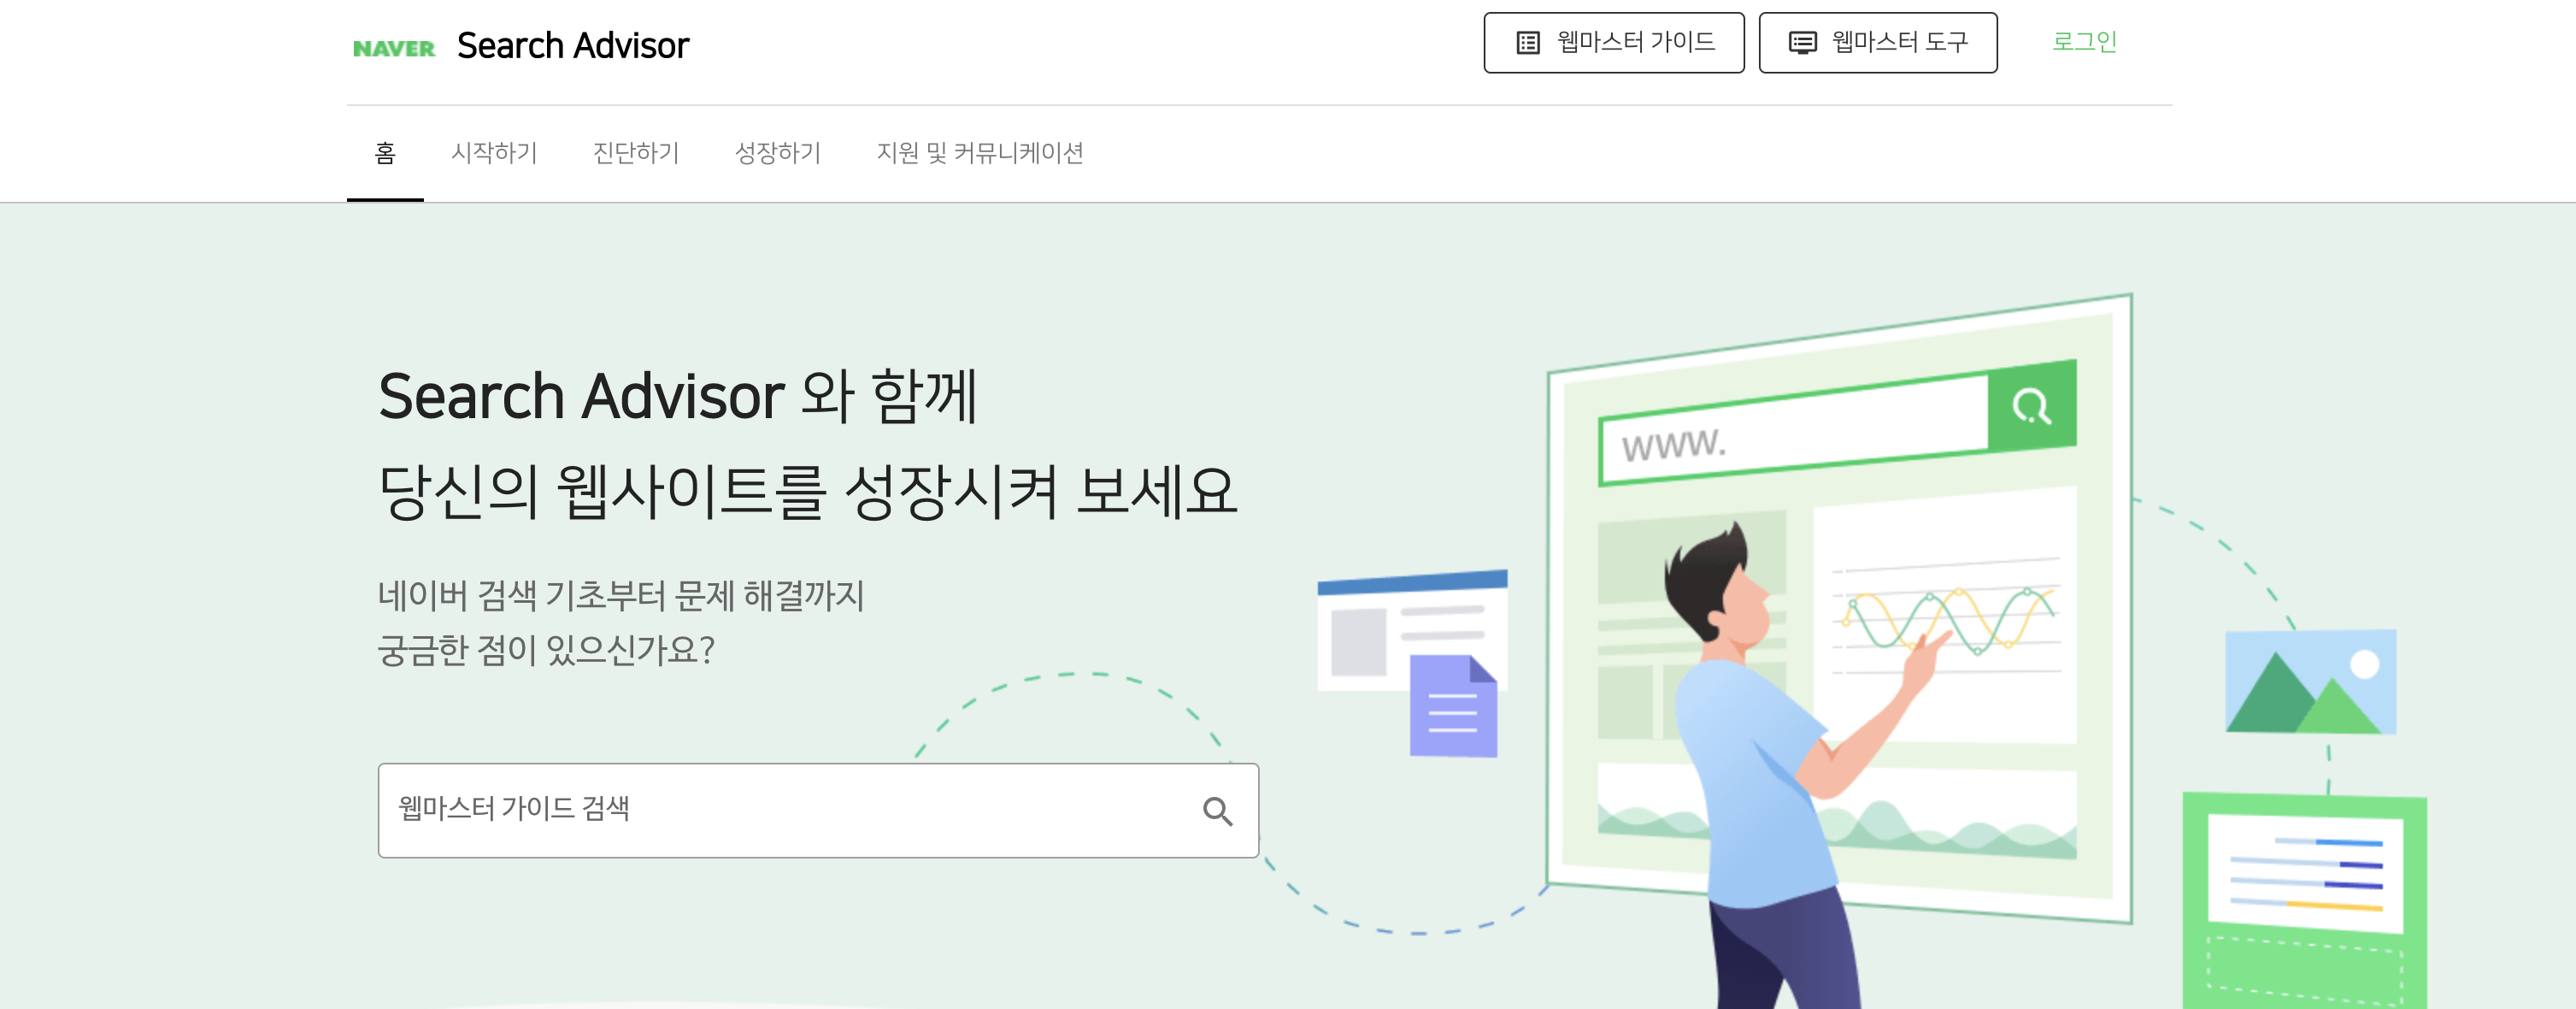 NAVER Search Advisor
웹마스터 가이드
웹마스터 도구
로그인
홈
시작하기
진단하기
성장하기
지원 및 커뮤니케이션
Search Advisor 와 함께
당신의 웹사이트를 성장시켜 보세요
네이버 검색 기초부터 문제 해결까지
궁금한 점이 있으신가요?
웹마스터 가이드 검색
www.